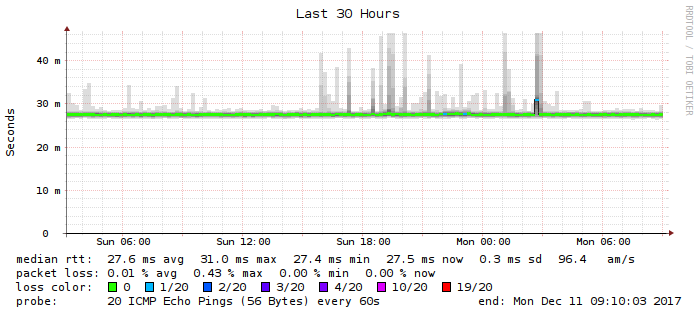 Last 30 Hours
RRDTOOL / TOBI OETIKER
Seconds
40 m
30 m
20 m
10 m
0
Sun 06:00 Sun 12:00 Sun 18:00 Mon 00:00 Mon 06:00
median rtt: 27.6 ms avg 31.0 ms max 27.4 ms min 27.5 ms now 0.3 ms sd 96.4 am/s
packet loss: 0.01 % avg 0.43 % max 0.00 % min 0.00 % now
loss color: 0 1/20 2/20 3/20 4/20 10/20 19/20
probe: 20 ICMP Echo Pings (56 Bytes) every 60s end: Mon Dec 11 09:10:03 2017